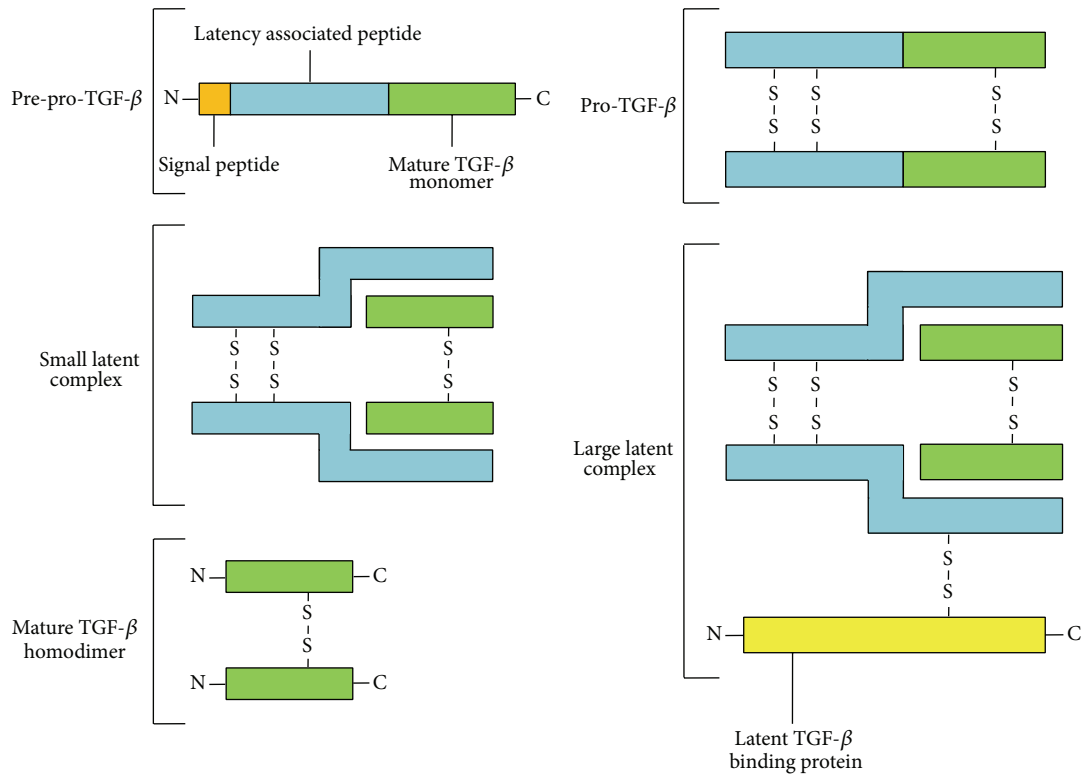 Latency associated peptide
Pre-pro-TGF-β
N
C
Signal peptide
Mature TGF-β
monomer
Pro-TGF-β
S
S
S
S
S
S
Small latent
complex
S
S
S
S
S
S
Large latent
complex
S
S
S
S
S
S
S
S
N
C
Latent TGF-β
binding protein
Mature TGF-β
homodimer
N
C
S
S
N
C